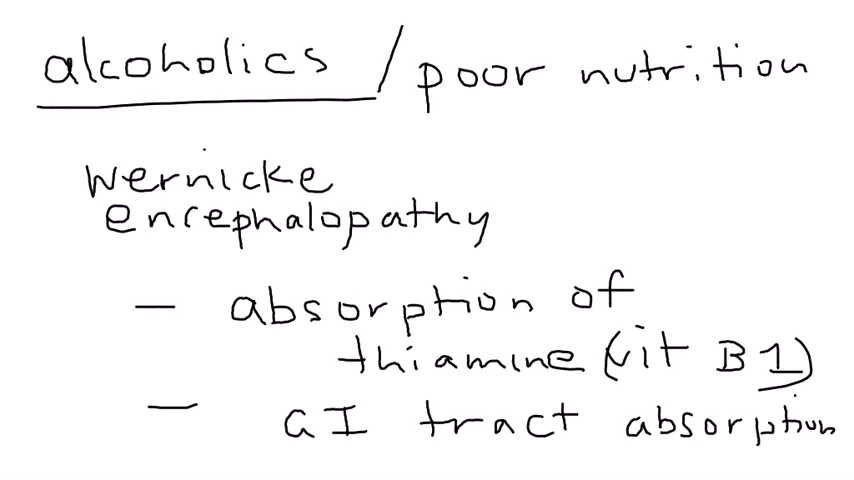 alcoholics / poor nutrition
wernicke
encephalopathy
- absorption of
thiamine (vit B1)
- GI tract absorption